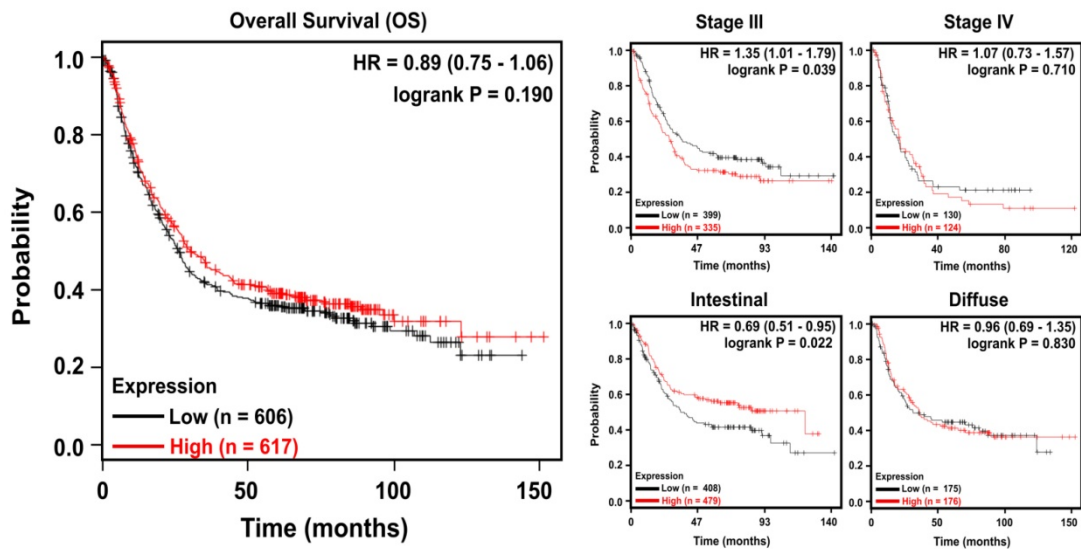 Overall Survival (OS)
HR = 0.89 (0.75 - 1.06)
logrank P = 0.190
Probability
1.0
0.8
0.6
0.4
0.2
0.0
Expression
Low (n = 606)
High (n = 617)
0
50
100
150
Time (months)
Stage III
HR = 1.35 (1.01 - 1.79)
logrank P = 0.039
Probability
1.0
0.8
0.6
0.4
0.2
0.0
Expression
Low (n = 399)
High (n = 335)
0
47
93
140
Time (months)
Stage IV
HR = 1.07 (0.73 - 1.57)
logrank P = 0.710
1.0
0.8
0.6
0.4
0.2
0.0
Expression
Low (n = 130)
High (n = 124)
0
40
80
120
Time (months)
Intestinal
HR = 0.69 (0.51 - 0.95)
logrank P = 0.022
Probability
1.0
0.8
0.6
0.4
0.2
0.0
Expression
Low (n = 408)
High (n = 479)
0
47
93
140
Time (months)
Diffuse
HR = 0.96 (0.69 - 1.35)
logrank P = 0.830
1.0
0.8
0.6
0.4
0.2
0.0
Expression
Low (n = 175)
High (n = 176)
0
50
100
150
Time (months)